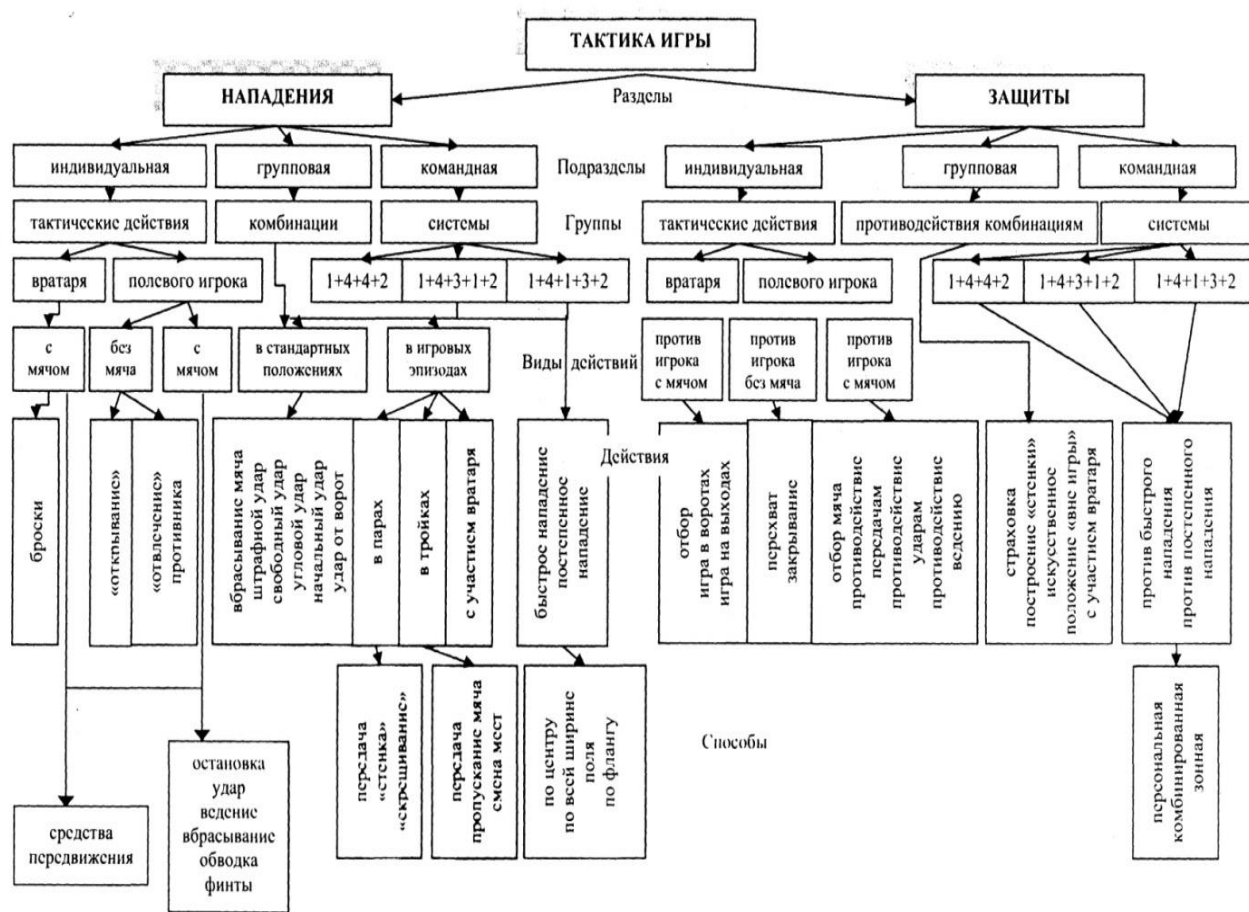 ТАКТИКА ИГРЫ
НАПАДЕНИЯ
Разделы
ЗАЩИТЫ
индивидуальная
групповая
командная
Подразделы
индивидуальная
групповая
командная
тактические действия
комбинации
системы
Группы
тактические действия
противодействия комбинациям
системы
вратаря
полевого игрока
1+4+4+2
1+4+3+1+2
1+4+1+3+2
вратаря
полевого игрока
1+4+4+2
1+4+3+1+2
1+4+1+3+2
с
мячом
без
мяча
с
мячом
в стандартных
положениях
в игровых
эпизодах
Виды действий
против
игрока
с мячом
против
игрока
без мяча
против
игрока
с мячом
Действия
броски
«открывание»
«отвлечение»
противника
вбрасывание мяча
штрафной удар
свободный удар
угловой удар
начальный удар
удар от ворот
в парах
в тройках
с участием вратаря
быстрое нападение
постепенное
нападение
отбор
игра в воротах
игра на выходах
перехват
закрывание
отбор мяча
противодействие
передачам
противодействие
ударам
противодействие
ведению
страховка
построение «стенки»
искусственное
положение «вне игры»
с участием вратаря
против быстрого
нападения
против постепенного
нападения
Способы
средства
передвижения
остановка
удар
ведение
вбрасывание
обводка
финты
передача
«стенка»
«скрещивание»
передача
пропускание мяча
смена мест
по центру
по всей ширине
поля
по флангу
персональная
комбинированная
зонная